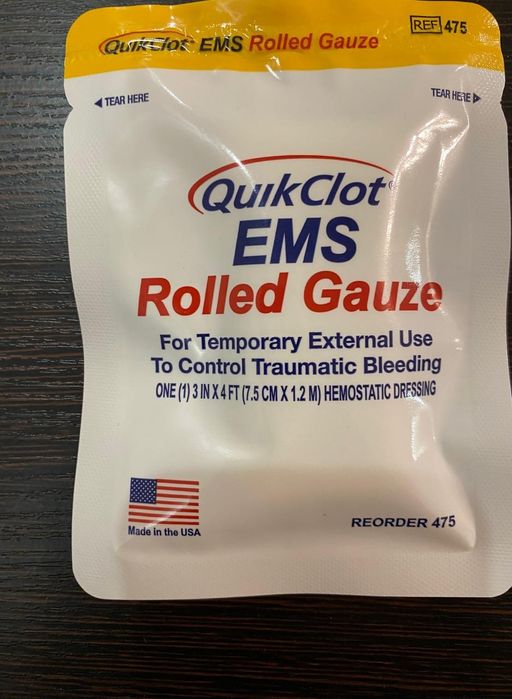 QuikClot® EMS Rolled Gauze
REF 475
TEAR HERE
TEAR HERE
QuikClot®
EMS
Rolled Gauze
For Temporary External Use
To Control Traumatic Bleeding
ONE (1) 3 IN X 4 FT (7.5 CM X 1.2 M) HEMOSTATIC DRESSING
Made in the USA
REORDER 475